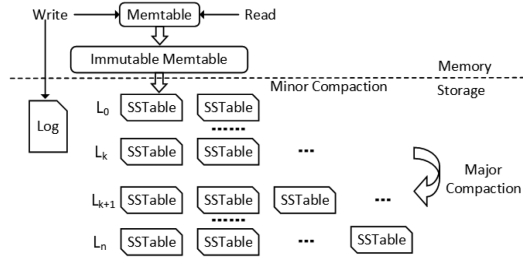 Write Memtable Read
Immutable Memtable
Memory
Minor Compaction
Storage
L0 SSTable SSTable
Log
......
Lk SSTable SSTable ...
Major
Compaction
Lk+1 SSTable SSTable SSTable ...
......
Ln SSTable SSTable ... SSTable